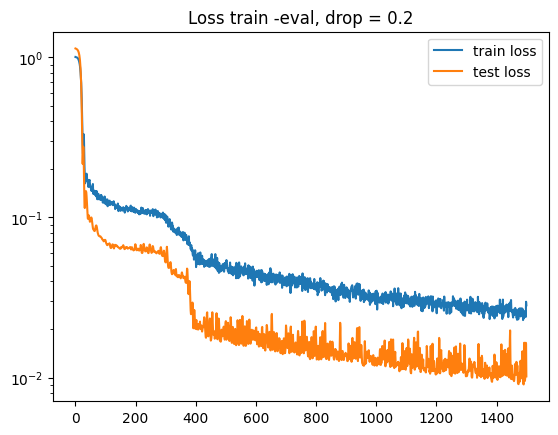 Loss train -eval, drop = 0.2
train loss
test loss
10⁰
10⁻¹
10⁻²
0 200 400 600 800 1000 1200 1400